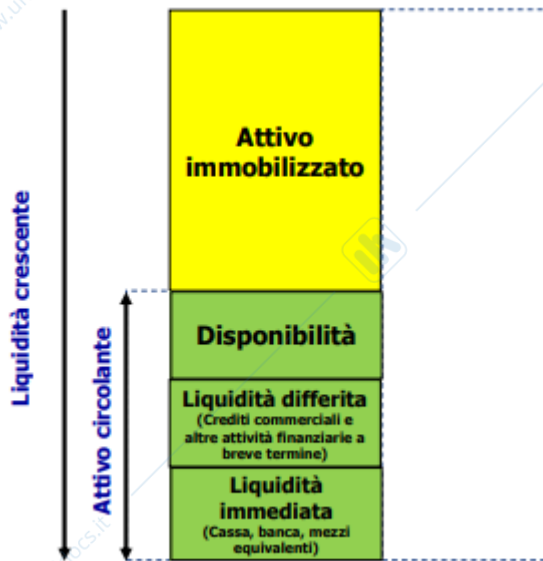 Liquidità crescente
Attivo circolante
Attivo
immobilizzato
Disponibilità
Liquidità differita
(Crediti commerciali e
altre attività finanziarie a
breve termine)
Liquidità
immediata
(Cassa, banca, mezzi
equivalenti)